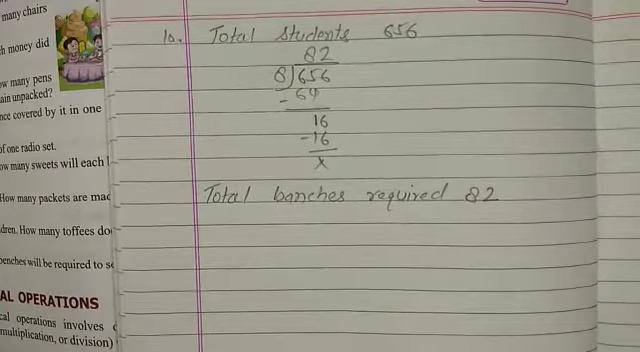 many chairs
h money did
ow many pens
ain unpacked?
nce covered by it in one
of one radio set.
ow many sweets will each
How many packets are mad
dren. How many toffees do
benches will be required to s
AL OPERATIONS
cal operations involves
multiplication, or division)
10. Total students 656
82
8)656
-64
16
-16
x
Total banches required 82